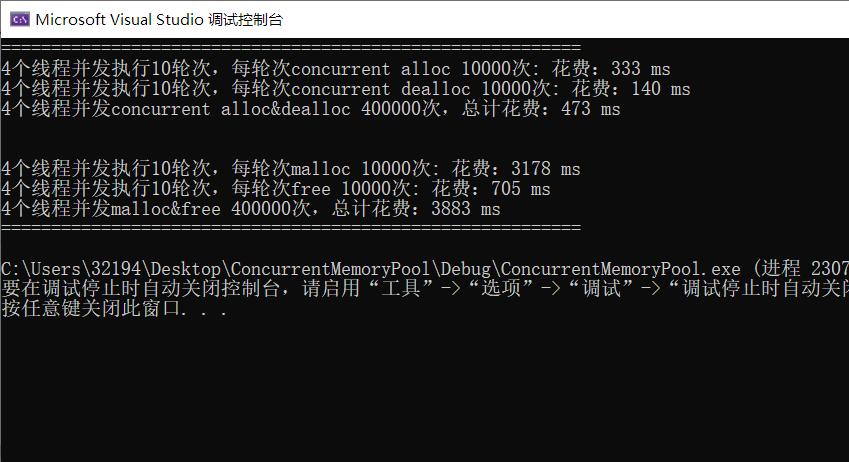 Microsoft Visual Studio 调试控制台
==========================================================
4个线程并发执行10轮次，每轮次concurrent alloc 10000次: 花费：333 ms
4个线程并发执行10轮次，每轮次concurrent dealloc 10000次: 花费：140 ms
4个线程并发concurrent alloc&dealloc 400000次，总计花费：473 ms
4个线程并发执行10轮次，每轮次malloc 10000次: 花费：3178 ms
4个线程并发执行10轮次，每轮次free 10000次: 花费：705 ms
4个线程并发malloc&free 400000次，总计花费：3883 ms
==========================================================
C:\Users\32194\Desktop\ConcurrentMemoryPool\Debug\ConcurrentMemoryPool.exe (进程 2307
要在调试停止时自动关闭控制台，请启用“工具”->“选项”->“调试”->“调试停止时自动关闭
按任意键关闭此窗口. . .